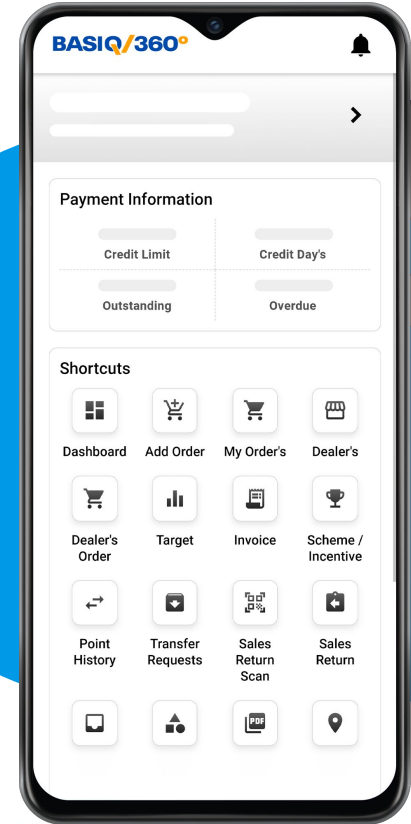 BASIQ/360°
Payment Information
Credit Limit
Credit Day's
Outstanding
Overdue
Shortcuts
Dashboard
Add Order
My Order's
Dealer's
Dealer's
Order
Target
Invoice
Scheme /
Incentive
Point
History
Transfer
Requests
Sales
Return
Scan
Sales
Return
PDF